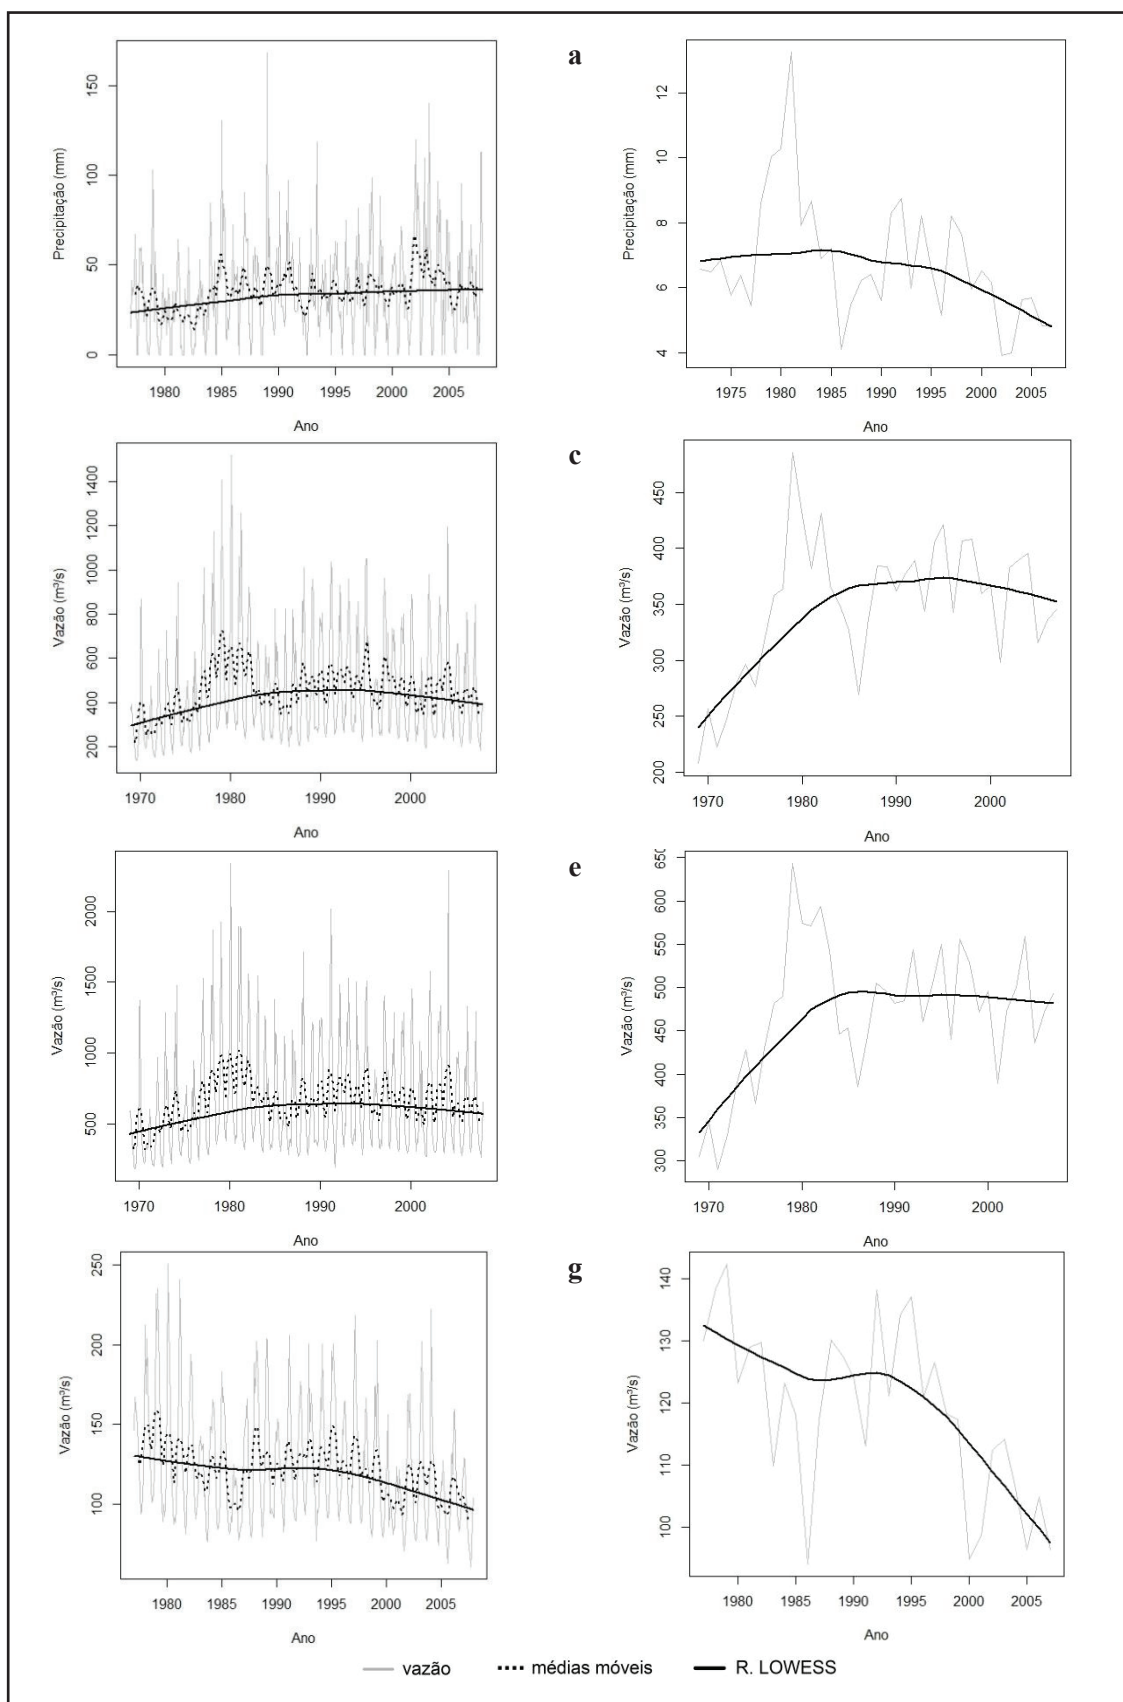 a
Precipitação (mm)
150
100
50
0
1980 1985 1990 1995 2000 2005
Ano
Precipitação (mm)
12
10
8
6
4
1975 1980 1985 1990 1995 2000 2005
Ano
c
Vazão (m³/s)
1400
1200
1000
800
600
400
200
1970 1980 1990 2000
Ano
Vazão (m³/s)
450
400
350
300
250
200
1970 1980 1990 2000
Ano
e
Vazão (m³/s)
2000
1500
1000
500
1970 1980 1990 2000
Ano
Vazão (m³/s)
650
600
550
500
450
400
350
300
1970 1980 1990 2000
Ano
g
Vazão (m³/s)
250
200
150
100
1980 1985 1990 1995 2000 2005
Ano
Vazão (m³/s)
140
130
120
110
100
1980 1985 1990 1995 2000 2005
Ano
vazão médias móveis R. LOWESS